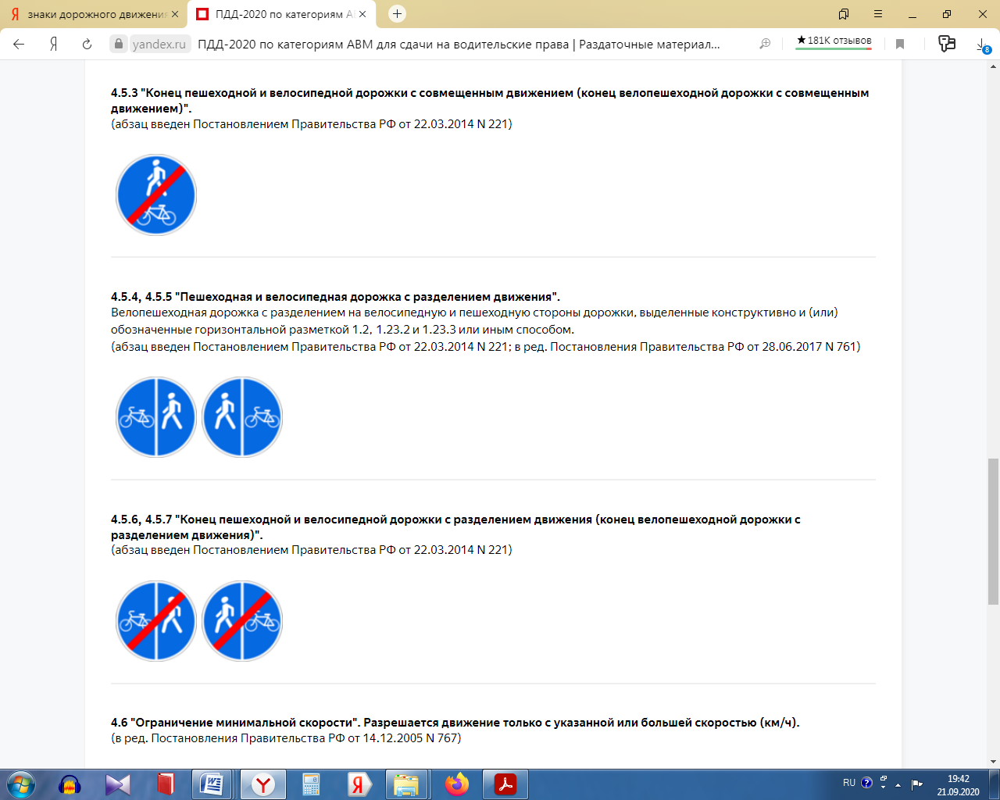 знаки дорожного движения
ПДД-2020 по категориям АВ
yandex.ru
ПДД-2020 по категориям АВМ для сдачи на водительские права | Раздаточные материал...
★181K отзывов
8
4.5.3 "Конец пешеходной и велосипедной дорожки с совмещенным движением (конец велопешеходной дорожки с совмещенным
движением)".
(абзац введен Постановлением Правительства РФ от 22.03.2014 N 221)
4.5.4, 4.5.5 "Пешеходная и велосипедная дорожка с разделением движения".
Велопешеходная дорожка с разделением на велосипедную и пешеходную стороны дорожки, выделенные конструктивно и (или)
обозначенные горизонтальной разметкой 1.2, 1.23.2 и 1.23.3 или иным способом.
(абзац введен Постановлением Правительства РФ от 22.03.2014 N 221; в ред. Постановления Правительства РФ от 28.06.2017 N 761)
4.5.6, 4.5.7 "Конец пешеходной и велосипедной дорожки с разделением движения (конец велопешеходной дорожки с
разделением движения)".
(абзац введен Постановлением Правительства РФ от 22.03.2014 N 221)
4.6 "Ограничение минимальной скорости". Разрешается движение только с указанной или большей скоростью (км/ч).
(в ред. Постановления Правительства РФ от 14.12.2005 N 767)
RU
19:42
21.09.2020